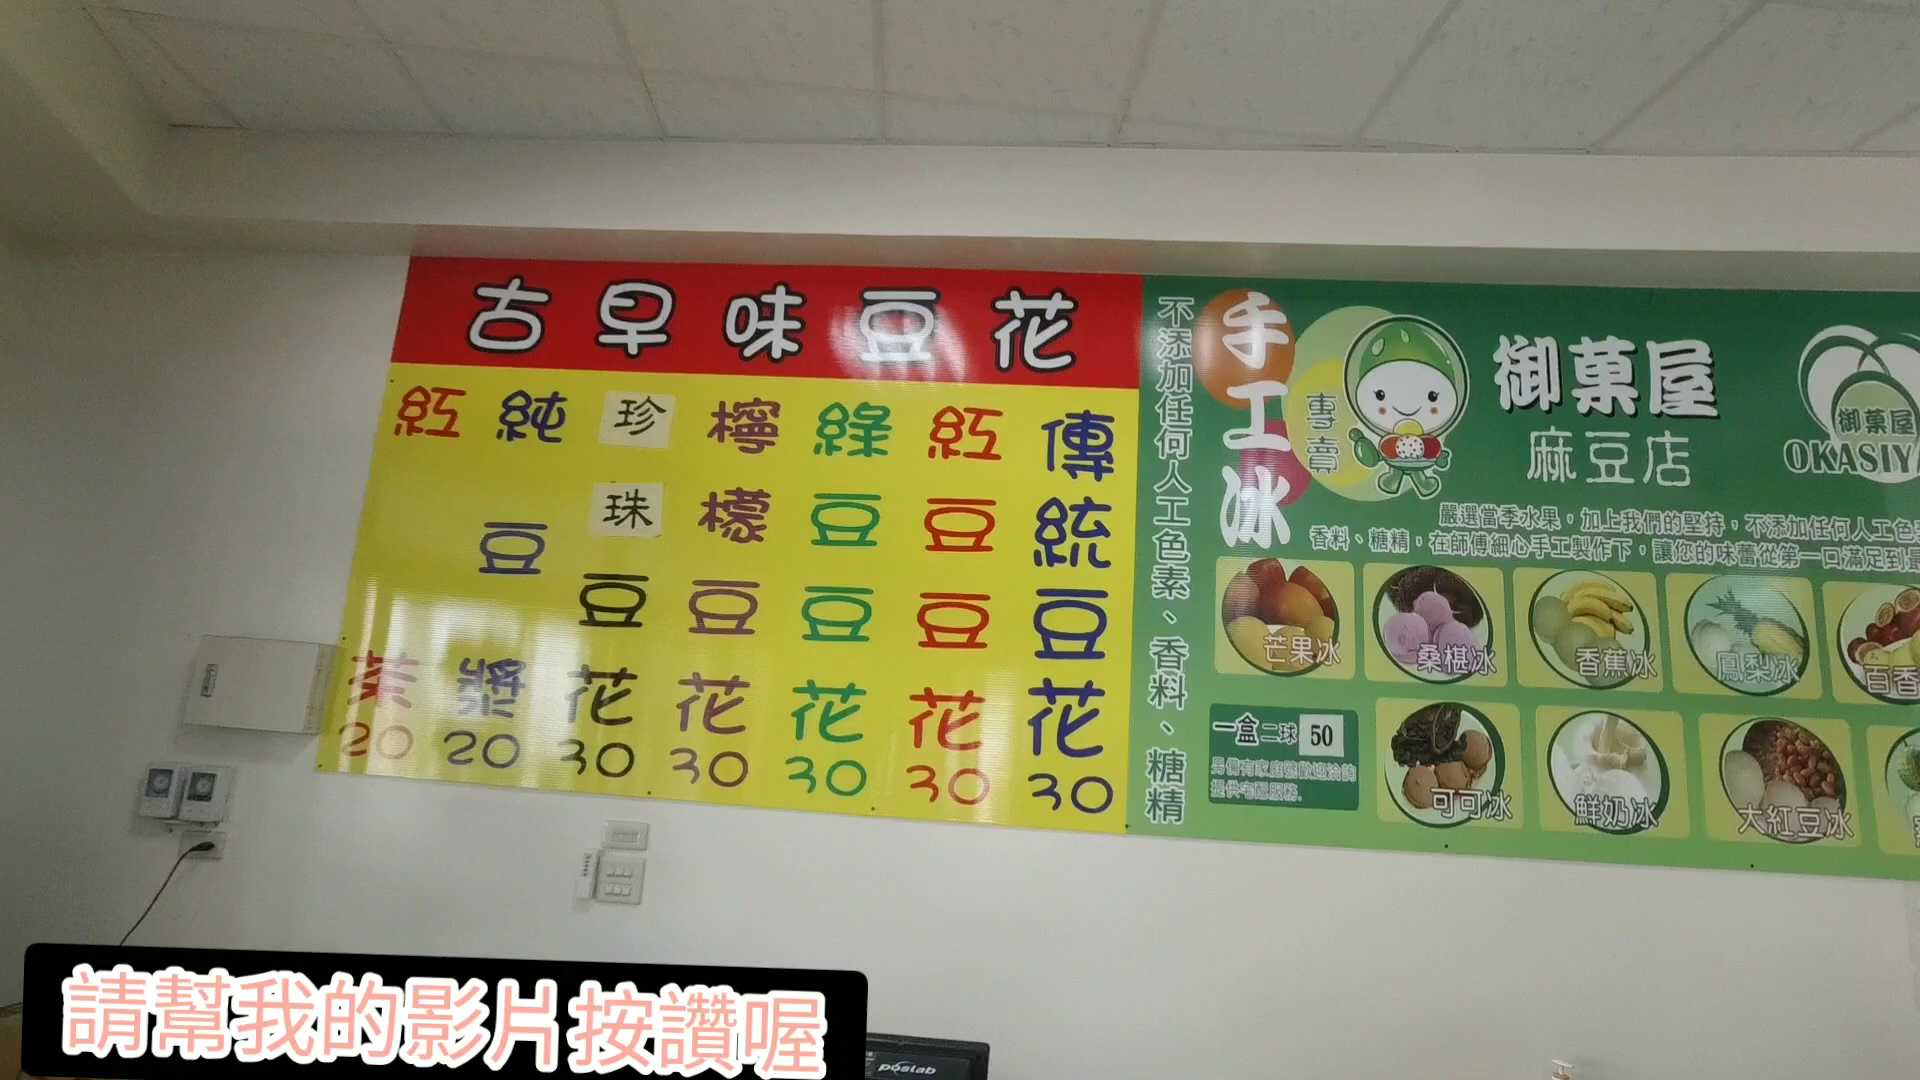 古早味豆花
傳統豆花 30
紅豆豆花 30
綠豆豆花 30
檸檬豆花 30
珍珠豆花 30
純豆漿 20
紅茶 20
不添加任何人工色素、香料、糖精
手工冰
專賣
御菓屋
麻豆店
御菓屋
OKASIY
嚴選當季水果，加上我們的堅持，不添加任何人工色
香料、糖精，在師傅細心手工製作下，讓您的味蕾從第一口滿足到最
芒果冰
桑椹冰
香蕉冰
鳳梨冰
百香
一盒二球 50
另備有家庭號歡迎洽詢
提供宅配服務.
可可冰
鮮奶冰
大紅豆冰
請幫我的影片按讚喔
poslab